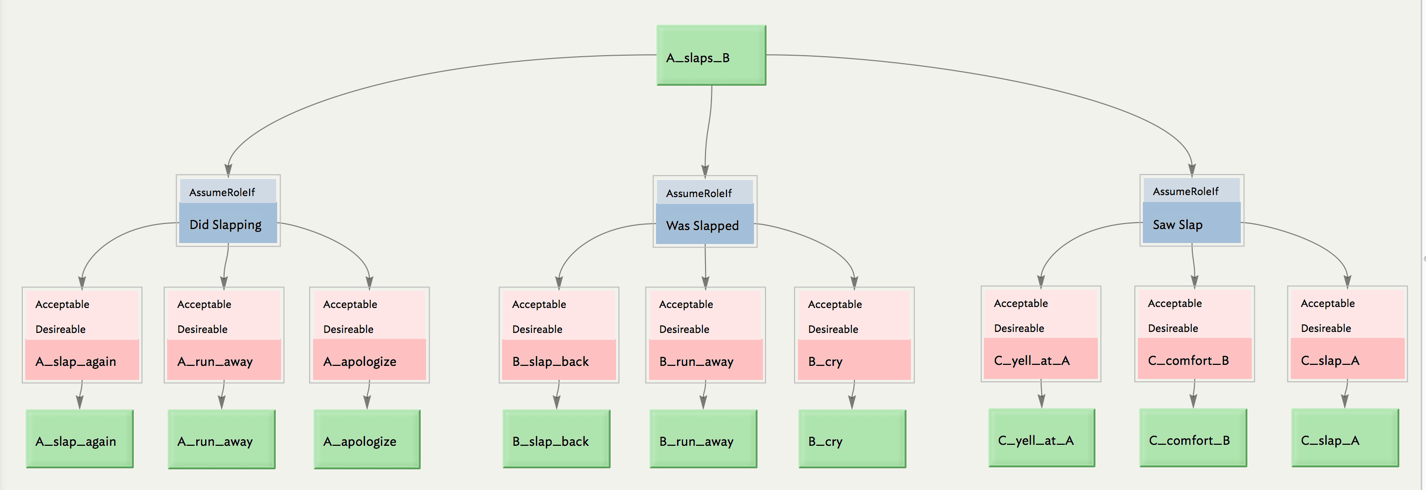 A_slaps_B
AssumeRoleIf
Did Slapping
AssumeRoleIf
Was Slapped
AssumeRoleIf
Saw Slap
Acceptable
Desireable
A_slap_again
Acceptable
Desireable
A_run_away
Acceptable
Desireable
A_apologize
Acceptable
Desireable
B_slap_back
Acceptable
Desireable
B_run_away
Acceptable
Desireable
B_cry
Acceptable
Desireable
C_yell_at_A
Acceptable
Desireable
C_comfort_B
Acceptable
Desireable
C_slap_A
A_slap_again
A_run_away
A_apologize
B_slap_back
B_run_away
B_cry
C_yell_at_A
C_comfort_B
C_slap_A